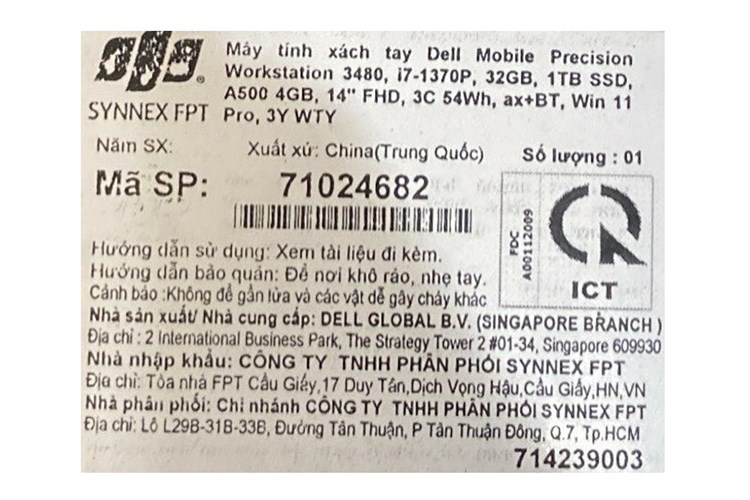 Máy tính xách tay Dell Mobile Precision
Workstation 3480, i7-1370P, 32GB, 1TB SSD,
A500 4GB, 14" FHD, 3C 54Wh, ax+BT, Win 11
Pro, 3Y WTY
SYNNEX FPT
Năm SX: Xuất xứ: China(Trung Quốc) Số lượng : 01
Mã SP: 71024682
FDC
A00112009
ICT
Hướng dẫn sử dụng: Xem tài liệu đi kèm.
Hướng dẫn bảo quản: Để nơi khô ráo, nhẹ tay.
Cảnh báo :Không để gần lửa và các vật dễ gây cháy khác
Nhà sản xuất/ Nhà cung cấp: DELL GLOBAL B.V. (SINGAPORE BRANCH )
Địa chỉ : 2 International Business Park, The Strategy Tower 2 #01-34, Singapore 609930
Nhà nhập khẩu: CÔNG TY TNHH PHÂN PHỐI SYNNEX FPT
Địa chỉ: Tòa nhà FPT Cầu Giấy,17 Duy Tân,Dịch Vọng Hậu,Cầu Giấy,HN,VN
Nhà phân phối: Chi nhánh CÔNG TY TNHH PHÂN PHỐI SYNNEX FPT
Địa chỉ: Lô L29B-31B-33B, Đường Tân Thuận, P Tân Thuận Đông, Q.7, Tp.HCM
714239003